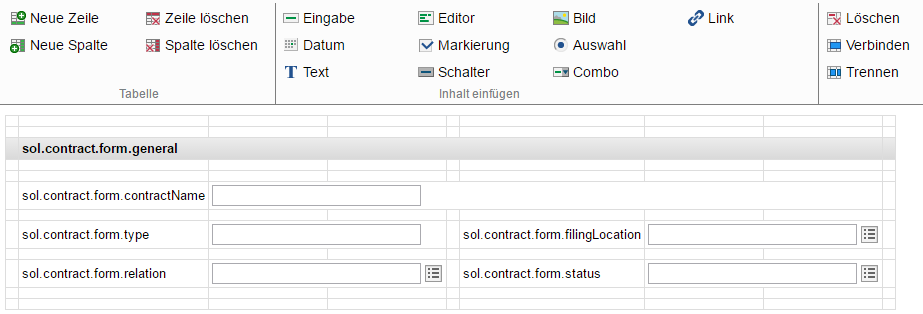 Neue Zeile Zeile löschen Eingabe Editor Bild Link Löschen
Neue Spalte Spalte löschen Datum Markierung Auswahl Verbinden
Text Schalter Combo Trennen
Tabelle Inhalt einfügen
sol.contract.form.general
sol.contract.form.contractName
sol.contract.form.type sol.contract.form.filingLocation
sol.contract.form.relation sol.contract.form.status